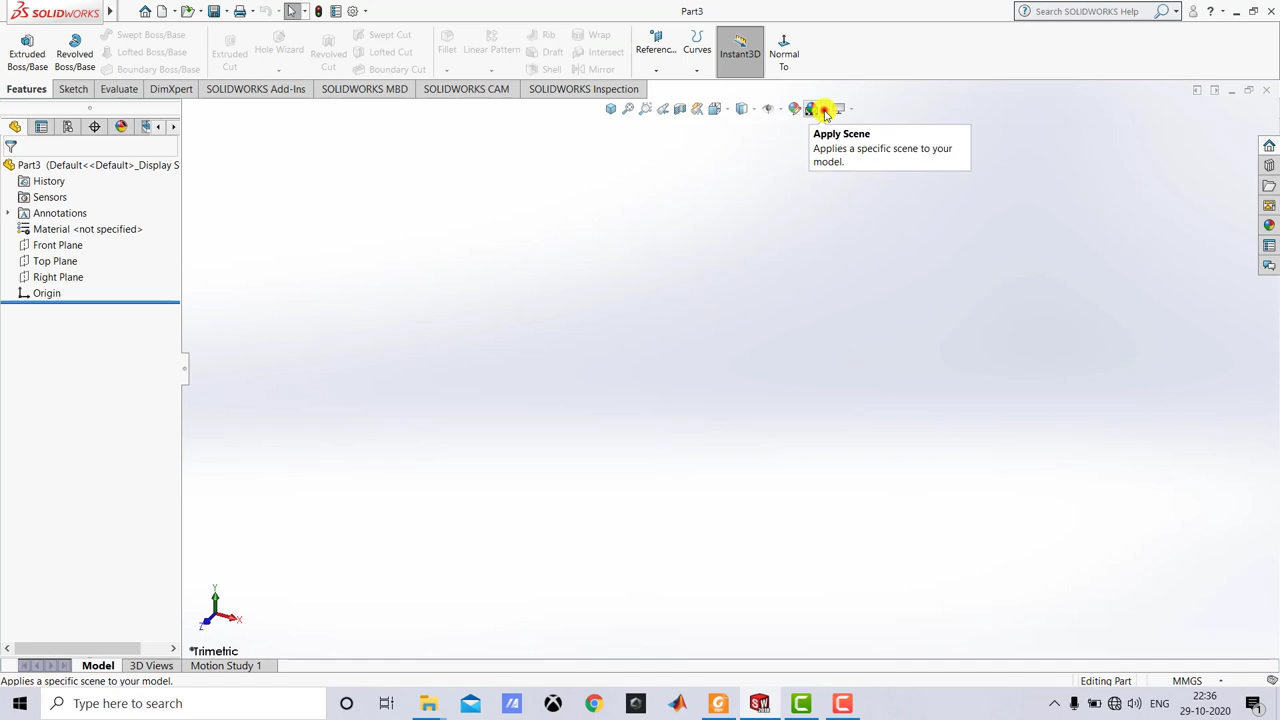 SOLIDWORKS
Part3
Search SOLIDWORKS Help
Extruded Boss/Base
Revolved Boss/Base
Swept Boss/Base
Lofted Boss/Base
Boundary Boss/Base
Extruded Cut
Hole Wizard
Revolved Cut
Swept Cut
Lofted Cut
Boundary Cut
Fillet
Linear Pattern
Rib
Draft
Shell
Wrap
Intersect
Mirror
Referenc...
Curves
Instant3D
Normal To
Features
Sketch
Evaluate
DimXpert
SOLIDWORKS Add-Ins
SOLIDWORKS MBD
SOLIDWORKS CAM
SOLIDWORKS Inspection
Apply Scene
Applies a specific scene to your
model.
Part3 (Default<<Default>_Display S
History
Sensors
Annotations
Material <not specified>
Front Plane
Top Plane
Right Plane
Origin
Y
X
Z
*Trimetric
Model
3D Views
Motion Study 1
Applies a specific scene to your model.
Editing Part
MMGS
Type here to search
ENG
22:36
29-10-2020